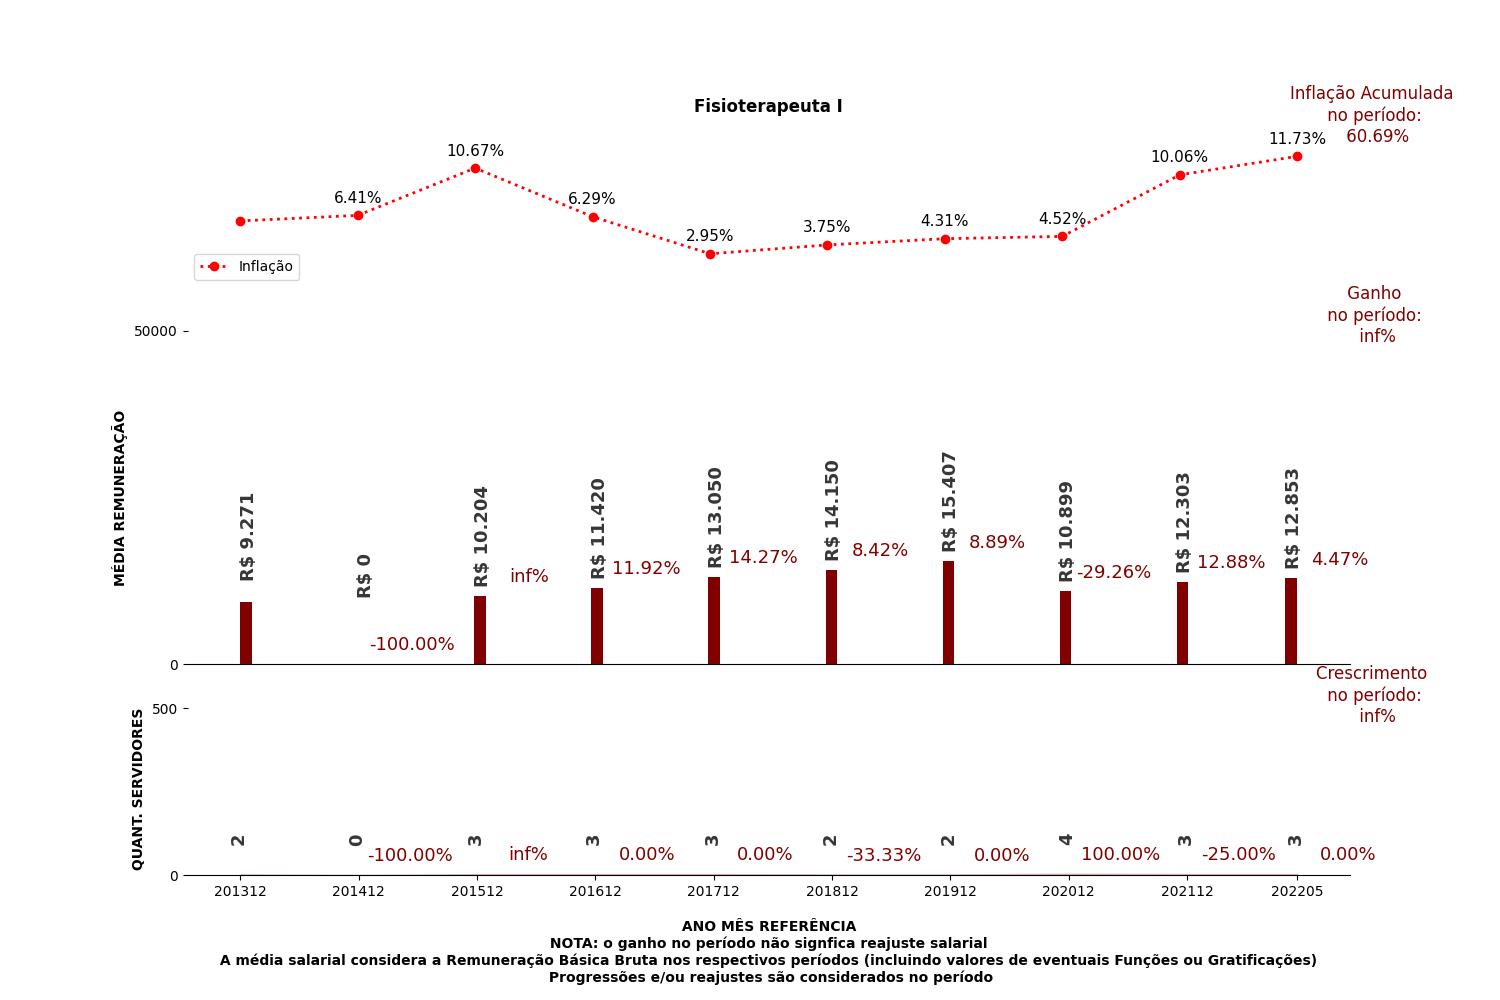 Fisioterapeuta I
Inflação Acumulada
no período:
60.69%
6.41%
10.67%
6.29%
2.95%
3.75%
4.31%
4.52%
10.06%
11.73%
Inflação
Ganho
no período:
inf%
MÉDIA REMUNERAÇÃO
50000
0
R$ 9.271
R$ 0
R$ 10.204
R$ 11.420
R$ 13.050
R$ 14.150
R$ 15.407
R$ 10.899
R$ 12.303
R$ 12.853
-100.00%
inf%
11.92%
14.27%
8.42%
8.89%
-29.26%
12.88%
4.47%
Crescrimento
no período:
inf%
QUANT. SERVIDORES
500
0
2
0
3
3
3
2
2
4
3
3
-100.00%
inf%
0.00%
0.00%
-33.33%
0.00%
100.00%
-25.00%
0.00%
201312
201412
201512
201612
201712
201812
201912
202012
202112
202205
ANO MÊS REFERÊNCIA
NOTA: o ganho no período não signfica reajuste salarial
A média salarial considera a Remuneração Básica Bruta nos respectivos períodos (incluindo valores de eventuais Funções ou Gratificações)
Progressões e/ou reajustes são considerados no período